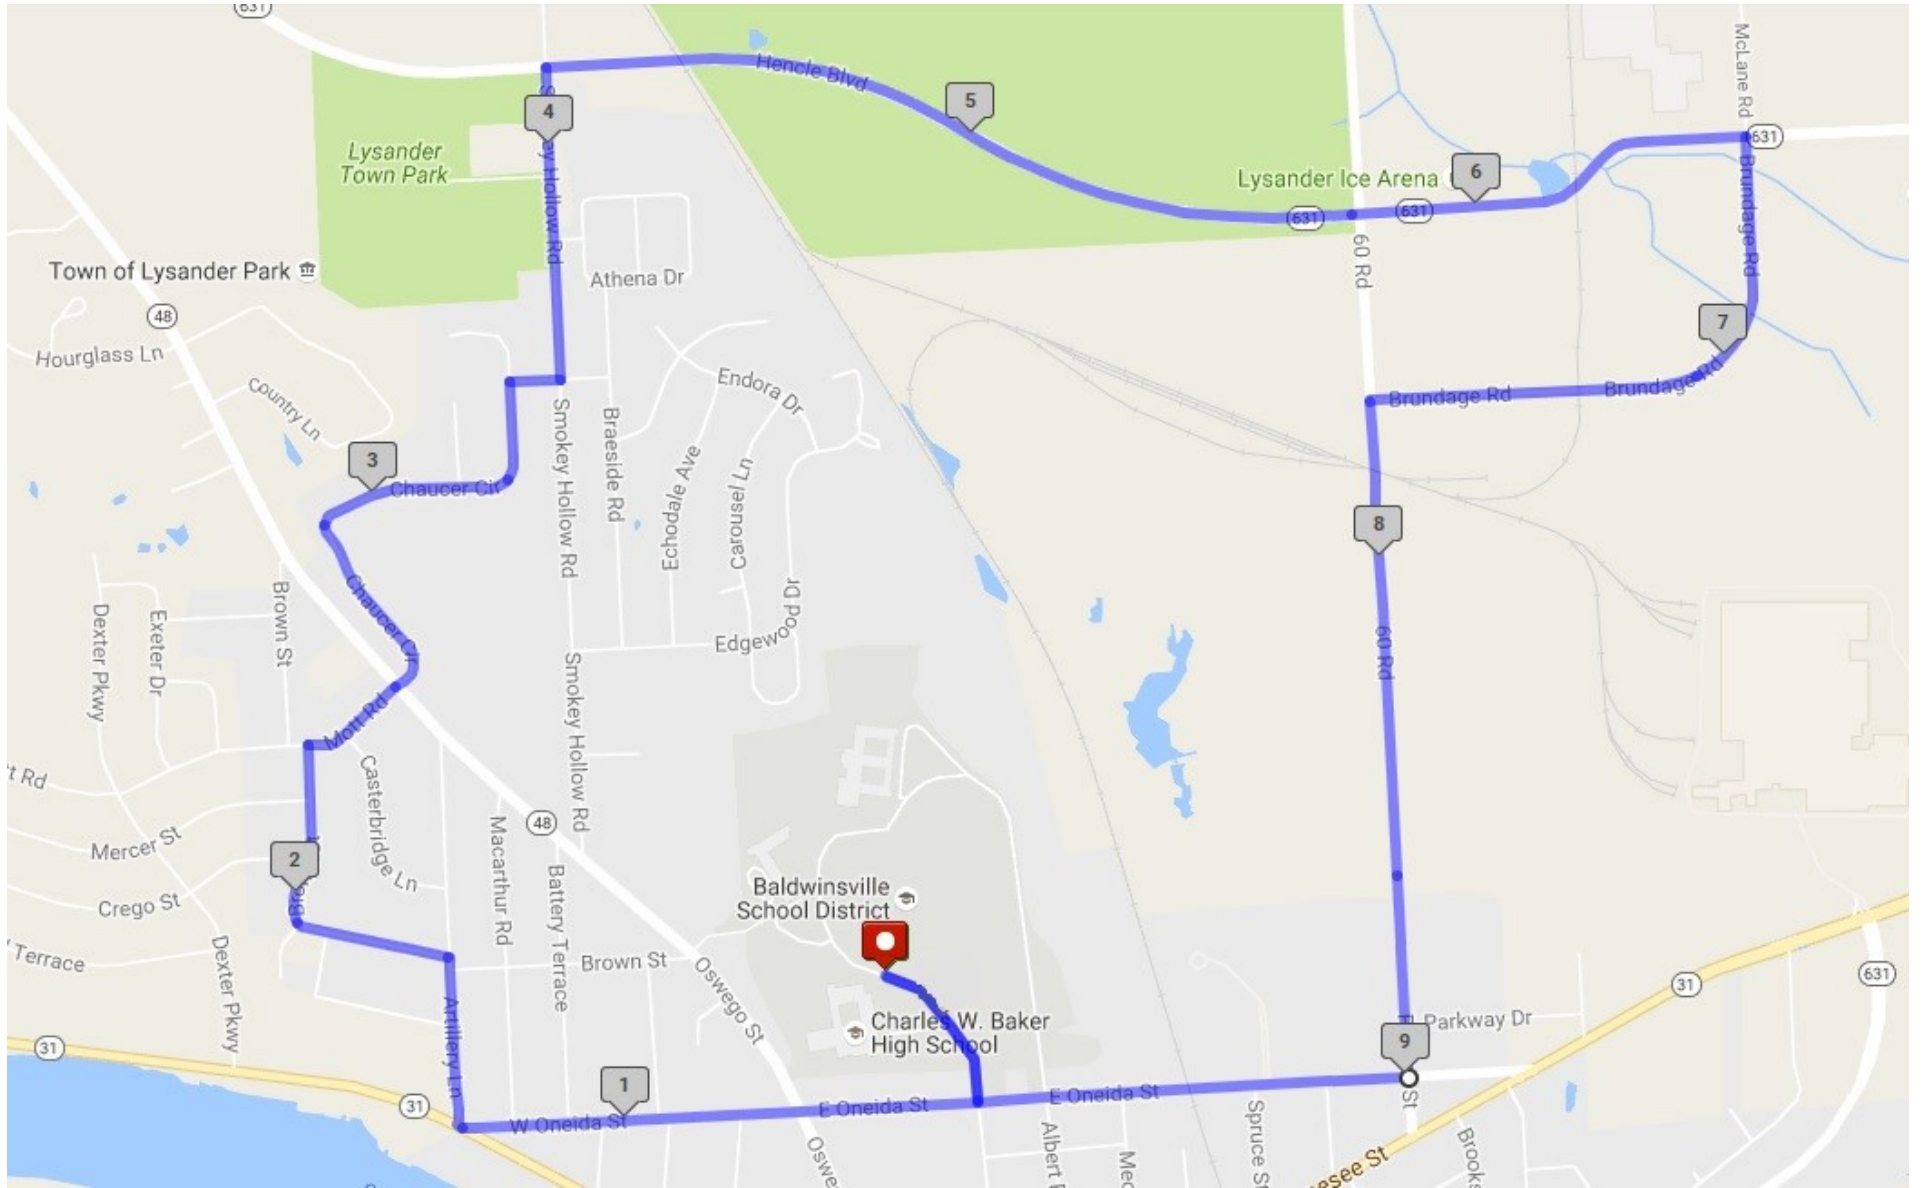 631
Hencle Blvd
4
5
McLane Rd
631
Lysander
Town Park
ey Hollow Rd
Lysander Ice Arena
6
631
631
Brundage Rd
60 Rd
Town of Lysander Park
Athena Dr
48
7
Hourglass Ln
Country Ln
Endora Dr
Brundage Rd
Brundage Rd
3
Chaucer Cir
Smokey Hollow Rd
Braeside Rd
Echopale Ave
Carousel Ln
8
Chaucer Cir
Brown St
Exeter Dr
Dexter Pkwy
Edgewood Dr
60 Rd
Smokey Hollow Rd
Mott Rd
t Rd
Casterbridge Ln
48
Mercer St
Macarthur Rd
2
Battery Terrace
Baldwinsville
School District
Crego St
Terrace
Dexter Pkwy
Brown St
Oswego St
31
631
Artillery Ln
Charles W. Baker
High School
Parkway Dr
9
31
31
1
W Oneida St
E Oneida St
E Oneida St
St
Spruce St
Albert
Oswe
Brooks
esee St